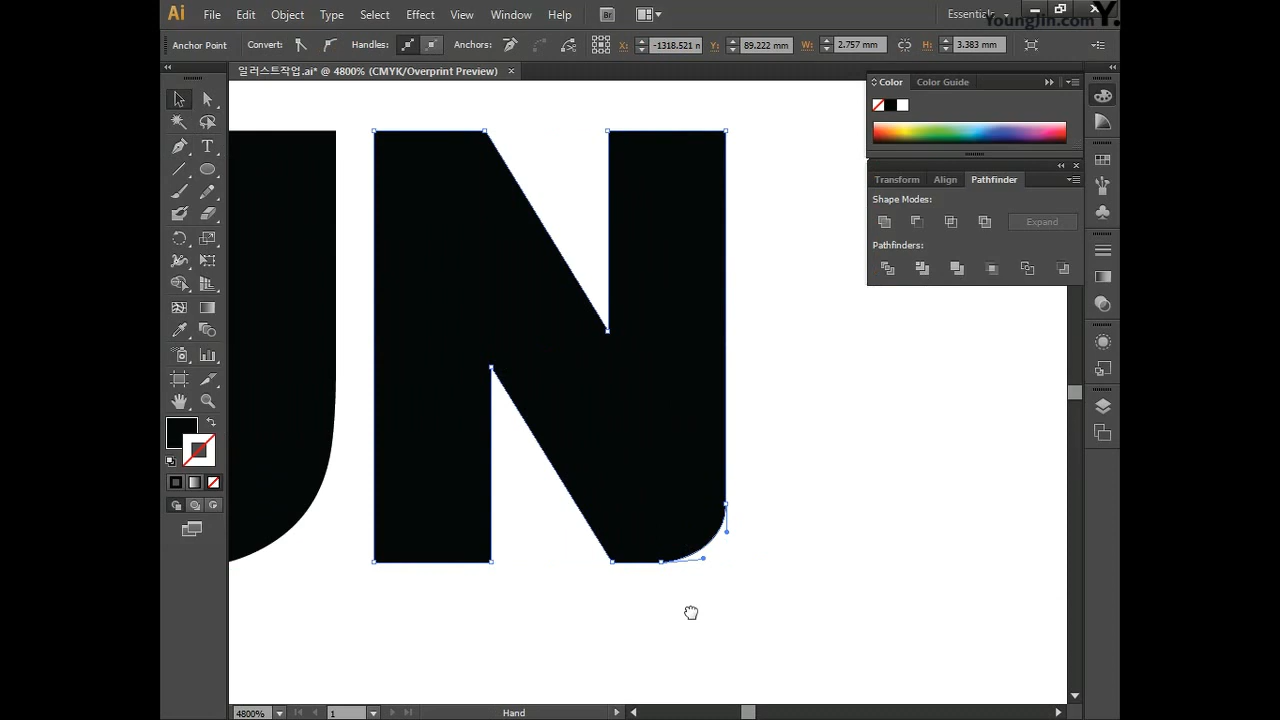 Ai File Edit Object Type Select Effect View Window Help Br Essentials
YoungJin.com Y.
Anchor Point Convert: Handles: Anchors: X: -1318.521 n Y: 89.222 mm W: 2.757 mm H: 3.383 mm
일러스트작업.ai* @ 4800% (CMYK/Overprint Preview)
Color Color Guide
Transform Align Pathfinder
Shape Modes:
Expand
Pathfinders:
N
4800% 1 Hand